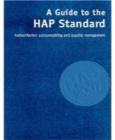 A Guide to the
HAP Standard
Humanitarian accountability and quality management